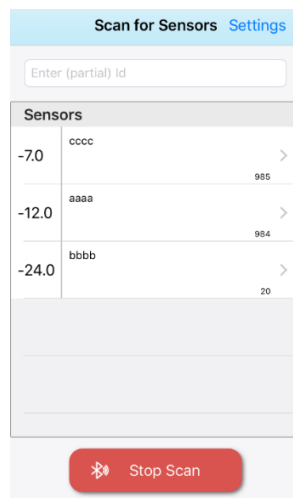 Scan for Sensors Settings
Enter (partial) Id
Sensors
-7.0 cccc
985
-12.0 aaaa
984
-24.0 bbbb
20
Stop Scan